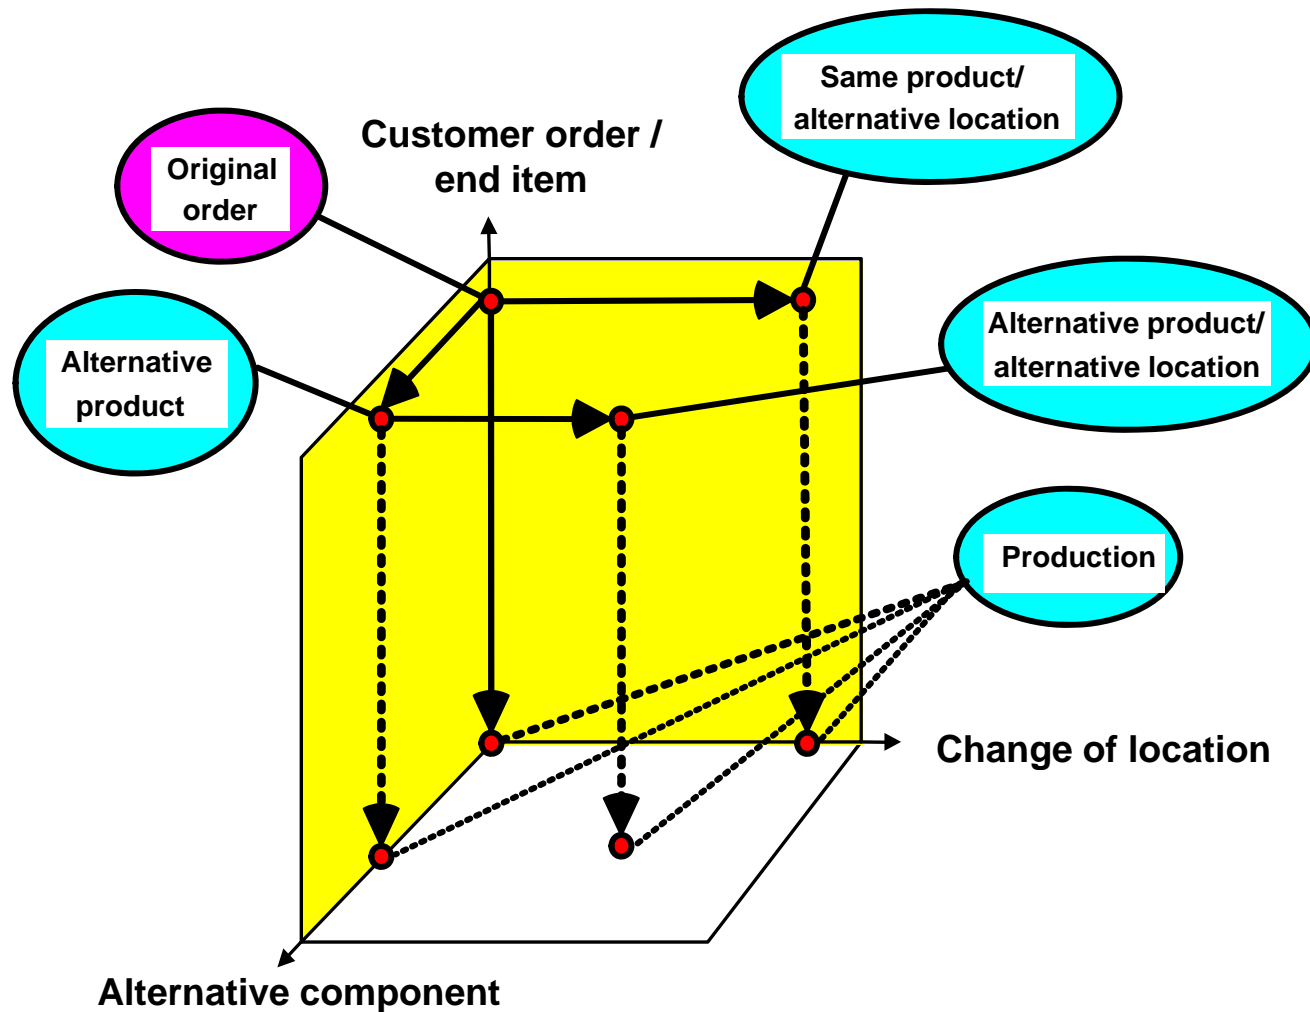 Same product/
alternative location
Customer order /
end item
Original
order
Alternative product/
alternative location
Alternative
product
Production
Change of location
Alternative component